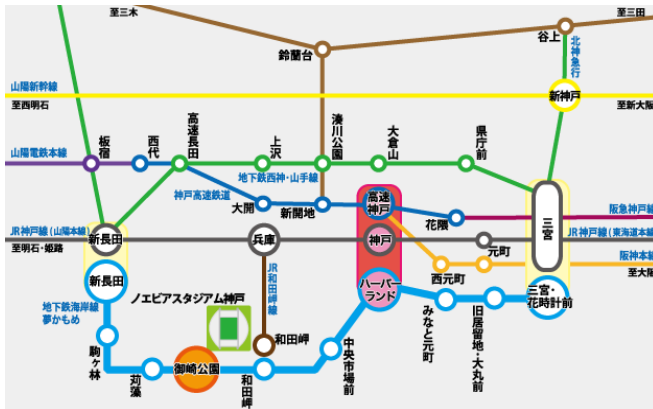 至三木
至三田
谷上
鈴蘭台
北神急行
山陽新幹線
新神戸
至西明石
至新大阪
板宿
西代
高速長田
上沢
湊川公園
大倉山
県庁前
山陽電鉄本線
地下鉄西神・山手線
神戸高速鉄道
大開
新開地
高速
神戸
花隈
三宮
阪急神戸線
JR神戸線(山陽本線)
新長田
兵庫
神戸
元町
JR神戸線(東海道本線
至明石・姫路
阪神本線
至大阪
西元町
新長田
JR和田岬線
ハーバー
ランド
三宮・
花時計前
ノエビアスタジアム神戸
地下鉄海岸線
夢かもめ
みなと元町
旧居留地・大丸前
和田岬
駒ヶ林
苅藻
御崎公園
和田岬
中央市場前